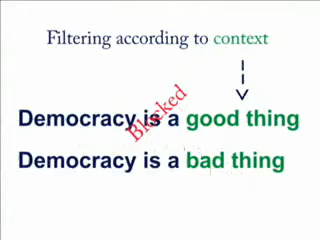 Filtering according to context
Democracy is a good thing
Blocked
Democracy is a bad thing